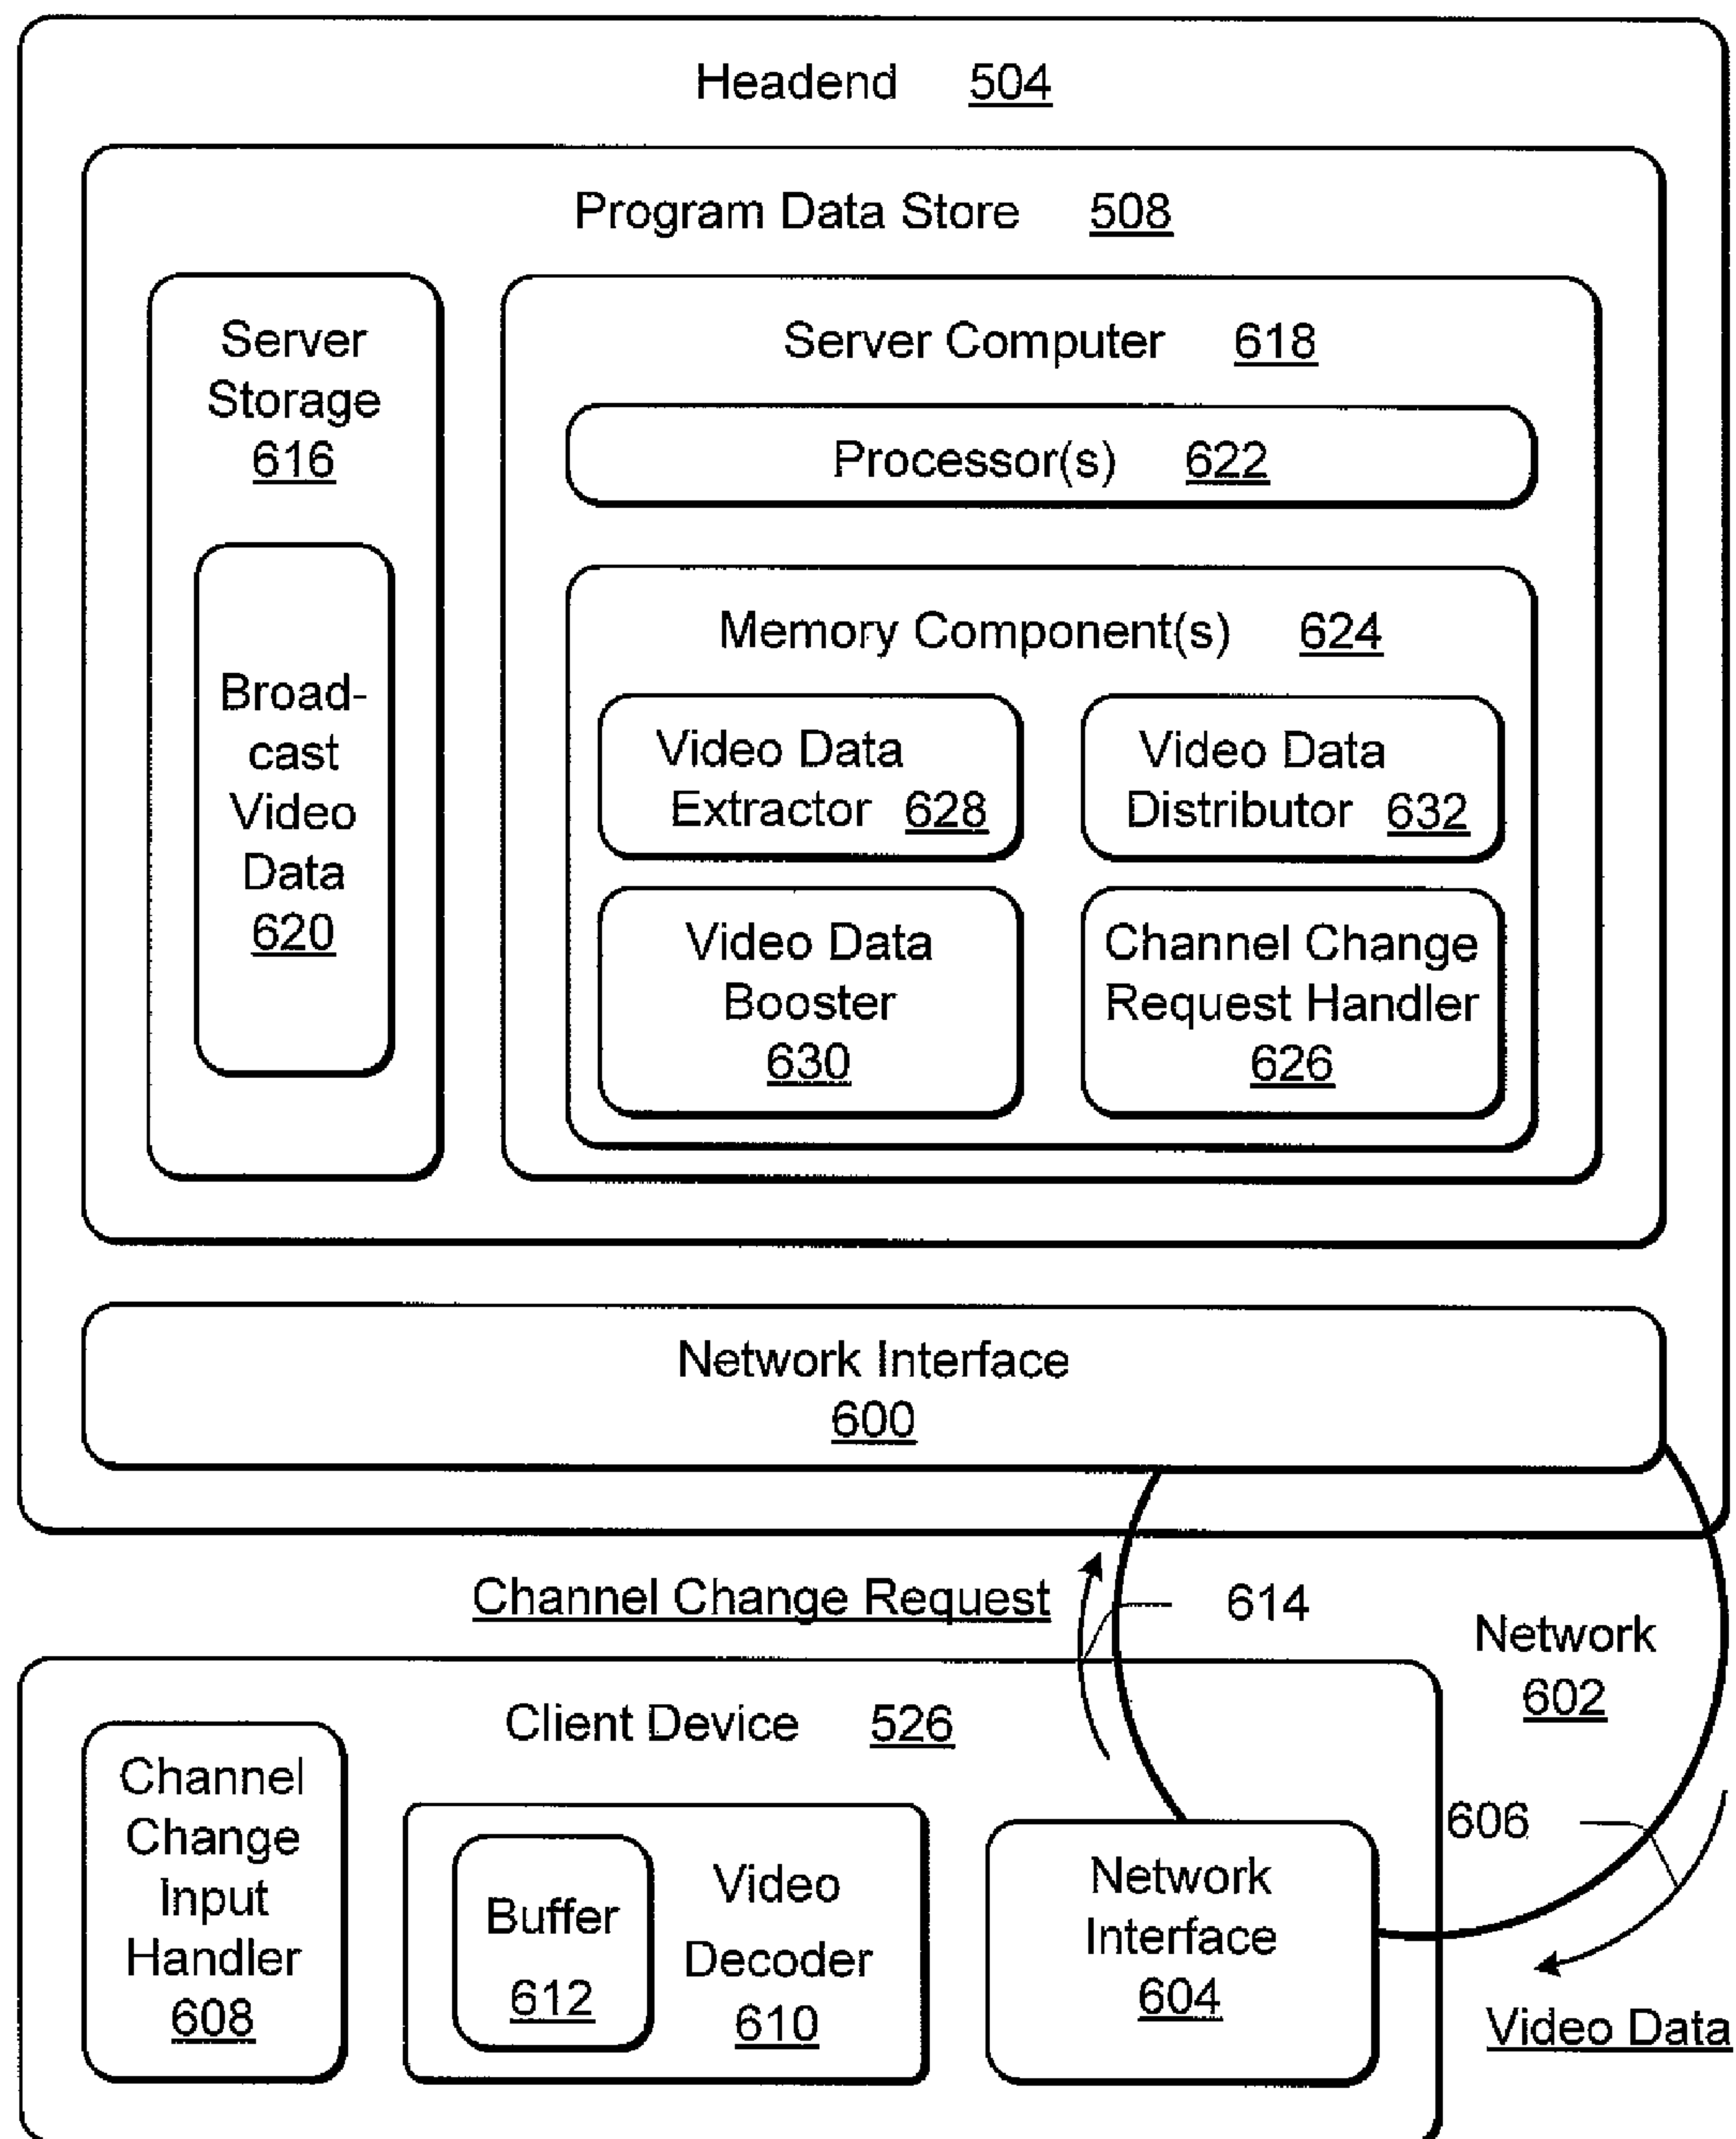 Headend 504
Program Data Store 508
Server
Storage
616
Broad-
cast
Video
Data
620
Server Computer 618
Processor(s) 622
Memory Component(s) 624
Video Data
Extractor 628
Video Data
Distributor 632
Video Data
Booster
630
Channel Change
Request Handler
626
Network Interface
600
Channel Change Request
614
Network
602
Client Device 526
Channel
Change
Input
Handler
608
Buffer
612
Video
Decoder
610
Network
Interface
604
606
Video Data